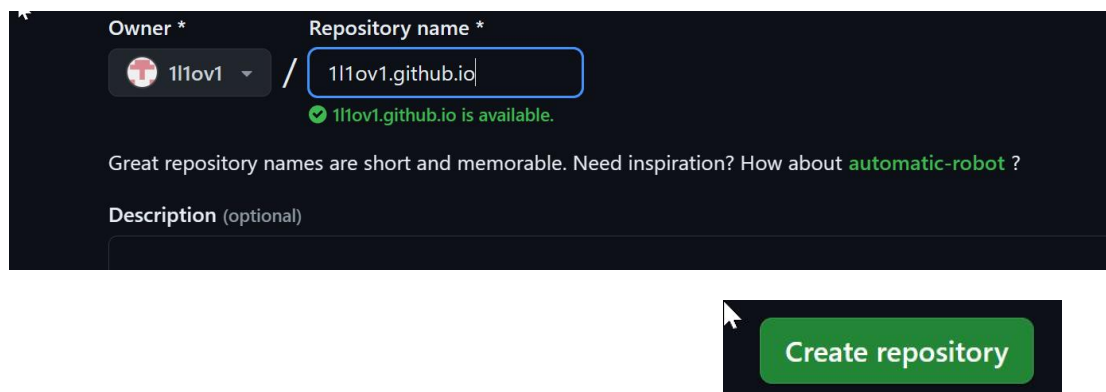 Owner * Repository name *
1l1ov1 / 1l1ov1.github.io
1l1ov1.github.io is available.
Great repository names are short and memorable. Need inspiration? How about automatic-robot ?
Description (optional)
Create repository